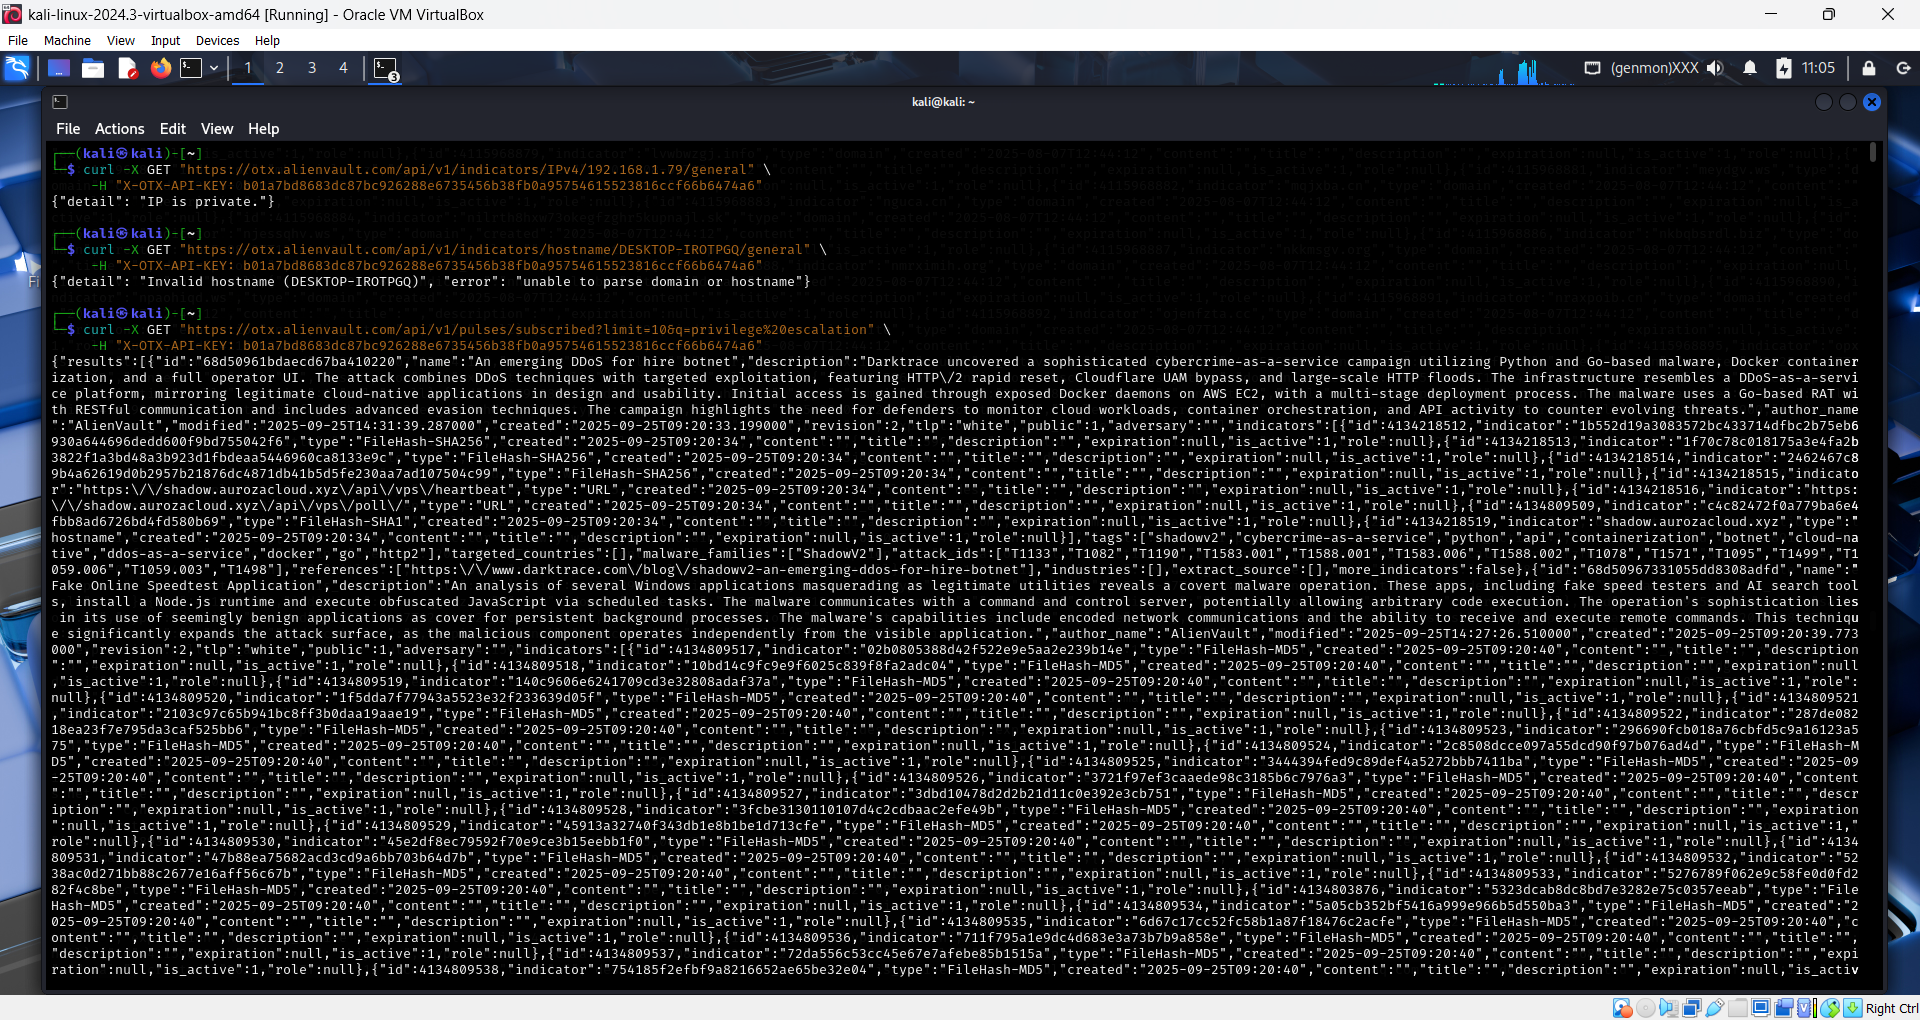 kali-linux-2024.3-virtualbox-amd64 [Running] - Oracle VM VirtualBox
File Machine View Input Devices Help
1 2 3 4 3 (genmon)XXX 11:05
kali@kali: ~
File Actions Edit View Help
┌──(kali㉿kali)-[~]
└─$ curl -X GET "https://otx.alienvault.com/api/v1/indicators/IPv4/192.168.1.79/general" \
-H "X-OTX-API-KEY: b01a7bd8683dc87bc926288e6735456b38fb0a95754615523816ccf66b6474a6"
{"detail": "IP is private."}
┌──(kali㉿kali)-[~]
└─$ curl -X GET "https://otx.alienvault.com/api/v1/indicators/hostname/DESKTOP-IROTPGQ/general" \
-H "X-OTX-API-KEY: b01a7bd8683dc87bc926288e6735456b38fb0a95754615523816ccf66b6474a6"
{"detail": "Invalid hostname (DESKTOP-IROTPGQ)", "error": "unable to parse domain or hostname"}
┌──(kali㉿kali)-[~]
└─$ curl -X GET "https://otx.alienvault.com/api/v1/pulses/subscribed?limit=10&q=privilege%20escalation" \
-H "X-OTX-API-KEY: b01a7bd8683dc87bc926288e6735456b38fb0a95754615523816ccf66b6474a6"
{"results":[{"id":"68d50961bdaecd67ba410220","name":"An emerging DDoS for hire botnet","description":"Darktrace uncovered a sophisticated cybercrime-as-a-service campaign utilizing Python and Go-based malware, Docker container
ization, and a full operator UI. The attack combines DDoS techniques with targeted exploitation, featuring HTTP\/2 rapid reset, Cloudflare UAM bypass, and large-scale HTTP floods. The infrastructure resembles a DDoS-as-a-servi
ce platform, mirroring legitimate cloud-native applications in design and usability. Initial access is gained through exposed Docker daemons on AWS EC2, with a multi-stage deployment process. The malware uses a Go-based RAT wi
th RESTful communication and includes advanced evasion techniques. The campaign highlights the need for defenders to monitor cloud workloads, container orchestration, and API activity to counter evolving threats.","author_name
":"AlienVault","modified":"2025-09-25T14:31:39.287000","created":"2025-09-25T09:20:33.199000","revision":2,"tlp":"white","public":1,"adversary":"","indicators":[{"id":4134218512,"indicator":"1b552d19a3083572bc433714dfbc2b75eb6
930a644696dedd600f9bd755042f6","type":"FileHash-SHA256","created":"2025-09-25T09:20:34","content":"","title":"","description":"","expiration":null,"is_active":1,"role":null},{"id":4134218513,"indicator":"1f70c78c018175a3e4fa2b
3822f1a3bd48a3b923d1fbdeaa5446960ca8133e9c","type":"FileHash-SHA256","created":"2025-09-25T09:20:34","content":"","title":"","description":"","expiration":null,"is_active":1,"role":null},{"id":4134218514,"indicator":"2462467c8
9b4a62619d0b2957b21876dc4871db41b5d5fe230aa7ad107504c99","type":"FileHash-SHA256","created":"2025-09-25T09:20:34","content":"","title":"","description":"","expiration":null,"is_active":1,"role":null},{"id":4134218515,"indicato
r":"https:\/\/shadow.aurozacloud.xyz\/api\/vps\/heartbeat","type":"URL","created":"2025-09-25T09:20:34","content":"","title":"","description":"","expiration":null,"is_active":1,"role":null},{"id":4134218516,"indicator":"https:
\/\/shadow.aurozacloud.xyz\/api\/vps\/poll\/","type":"URL","created":"2025-09-25T09:20:34","content":"","title":"","description":"","expiration":null,"is_active":1,"role":null},{"id":4134809509,"indicator":"c4c82472f0a779ba6e4
fbb8ad6726bd4fd580b69","type":"FileHash-SHA1","created":"2025-09-25T09:20:34","content":"","title":"","description":"","expiration":null,"is_active":1,"role":null},{"id":4134218519,"indicator":"shadow.aurozacloud.xyz","type":"
hostname","created":"2025-09-25T09:20:34","content":"","title":"","description":"","expiration":null,"is_active":1,"role":null}],"tags":["shadowv2","cybercrime-as-a-service","python","api","containerization","botnet","cloud-na
tive","ddos-as-a-service","docker","go","http2"],"targeted_countries":[],"malware_families":["ShadowV2"],"attack_ids":["T1133","T1082","T1190","T1583.001","T1588.001","T1583.006","T1588.002","T1078","T1571","T1095","T1499","T1
059.006","T1059.003","T1498"],"references":["https:\/\/www.darktrace.com\/blog\/shadowv2-an-emerging-ddos-for-hire-botnet"],"industries":[],"extract_source":[],"more_indicators":false},{"id":"68d50967331055dd8308adfd","name":"
Fake Online Speedtest Application","description":"An analysis of several Windows applications masquerading as legitimate utilities reveals a covert malware operation. These apps, including fake speed testers and AI search tool
s, install a Node.js runtime and execute obfuscated JavaScript via scheduled tasks. The malware communicates with a command and control server, potentially allowing arbitrary code execution. The operation's sophistication lies
in its use of seemingly benign applications as cover for persistent background processes. The malware's capabilities include encoded network communications and the ability to receive and execute remote commands. This techniqu
e significantly expands the attack surface, as the malicious component operates independently from the visible application.","author_name":"AlienVault","modified":"2025-09-25T14:27:26.510000","created":"2025-09-25T09:20:39.773
000","revision":2,"tlp":"white","public":1,"adversary":"","indicators":[{"id":4134809517,"indicator":"02b0805388d42f522e9e5aa2e239b14e","type":"FileHash-MD5","created":"2025-09-25T09:20:40","content":"","title":"","description
":"","expiration":null,"is_active":1,"role":null},{"id":4134809518,"indicator":"10bd14c9fc9e9f6025c839f8fa2adc04","type":"FileHash-MD5","created":"2025-09-25T09:20:40","content":"","title":"","description":"","expiration":null
,"is_active":1,"role":null},{"id":4134809519,"indicator":"140c9606e6241709cd3e32808adaf37a","type":"FileHash-MD5","created":"2025-09-25T09:20:40","content":"","title":"","description":"","expiration":null,"is_active":1,"role":
null},{"id":4134809520,"indicator":"1f5dda7f77943a5523e32f233639d05f","type":"FileHash-MD5","created":"2025-09-25T09:20:40","content":"","title":"","description":"","expiration":null,"is_active":1,"role":null},{"id":4134809521
,"indicator":"2103c97c65b941bc8ff3b0daa19aae19","type":"FileHash-MD5","created":"2025-09-25T09:20:40","content":"","title":"","description":"","expiration":null,"is_active":1,"role":null},{"id":4134809522,"indicator":"287de082
18ea23f7e795da3caf525bb6","type":"FileHash-MD5","created":"2025-09-25T09:20:40","content":"","title":"","description":"","expiration":null,"is_active":1,"role":null},{"id":4134809523,"indicator":"296690fcb018a76cbfd5c9a16123a5
75","type":"FileHash-MD5","created":"2025-09-25T09:20:40","content":"","title":"","description":"","expiration":null,"is_active":1,"role":null},{"id":4134809524,"indicator":"2c8508dcce097a55dcd90f97b076ad4d","type":"FileHash-M
D5","created":"2025-09-25T09:20:40","content":"","title":"","description":"","expiration":null,"is_active":1,"role":null},{"id":4134809525,"indicator":"3444394fed9c89def4a5272bbb7411ba","type":"FileHash-MD5","created":"2025-09
-25T09:20:40","content":"","title":"","description":"","expiration":null,"is_active":1,"role":null},{"id":4134809526,"indicator":"3721f97ef3caaede98c3185b6c7976a3","type":"FileHash-MD5","created":"2025-09-25T09:20:40","content
":"","title":"","description":"","expiration":null,"is_active":1,"role":null},{"id":4134809527,"indicator":"3dbd10478d2d2b21d11c0e392e3cb751","type":"FileHash-MD5","created":"2025-09-25T09:20:40","content":"","title":"","descr
iption":"","expiration":null,"is_active":1,"role":null},{"id":4134809528,"indicator":"3fcbe3130110107d4c2cdbaac2efe49b","type":"FileHash-MD5","created":"2025-09-25T09:20:40","content":"","title":"","description":"","expiration
":null,"is_active":1,"role":null},{"id":4134809529,"indicator":"45913a32740f343db1e8b1be1d713cfe","type":"FileHash-MD5","created":"2025-09-25T09:20:40","content":"","title":"","description":"","expiration":null,"is_active":1,"
role":null},{"id":4134809530,"indicator":"45e2df8ec79592f70e9ce3b15eebb1f0","type":"FileHash-MD5","created":"2025-09-25T09:20:40","content":"","title":"","description":"","expiration":null,"is_active":1,"role":null},{"id":4134
809531,"indicator":"47b88ea75682acd3cd9a6bb703b64d7b","type":"FileHash-MD5","created":"2025-09-25T09:20:40","content":"","title":"","description":"","expiration":null,"is_active":1,"role":null},{"id":4134809532,"indicator":"52
38ac0d271bb88c2677e16aff56c67b","type":"FileHash-MD5","created":"2025-09-25T09:20:40","content":"","title":"","description":"","expiration":null,"is_active":1,"role":null},{"id":4134809533,"indicator":"5276789f062e9c58fe0d0fd2
82f4c8be","type":"FileHash-MD5","created":"2025-09-25T09:20:40","content":"","title":"","description":"","expiration":null,"is_active":1,"role":null},{"id":4134803876,"indicator":"5323dcab8dc8bd7e3282e75c0357eeab","type":"File
Hash-MD5","created":"2025-09-25T09:20:40","content":"","title":"","description":"","expiration":null,"is_active":1,"role":null},{"id":4134809534,"indicator":"5a05cb352bf5416a999e966b5d550ba3","type":"FileHash-MD5","created":"2
025-09-25T09:20:40","content":"","title":"","description":"","expiration":null,"is_active":1,"role":null},{"id":4134809535,"indicator":"6d67c17cc52fc58b1a87f18476c2acfe","type":"FileHash-MD5","created":"2025-09-25T09:20:40","c
ontent":"","title":"","description":"","expiration":null,"is_active":1,"role":null},{"id":4134809536,"indicator":"711f795a1e9dc4d683e3a73b7b9a858e","type":"FileHash-MD5","created":"2025-09-25T09:20:40","content":"","title":"",
"description":"","expiration":null,"is_active":1,"role":null},{"id":4134809537,"indicator":"72da556c53cc45e67e7afebe85b1515a","type":"FileHash-MD5","created":"2025-09-25T09:20:40","content":"","title":"","description":"","expi
ration":null,"is_active":1,"role":null},{"id":4134809538,"indicator":"754185f2efbf9a8216652ae65be32e04","type":"FileHash-MD5","created":"2025-09-25T09:20:40","content":"","title":"","description":"","expiration":null,"is_activ
Right Ctrl